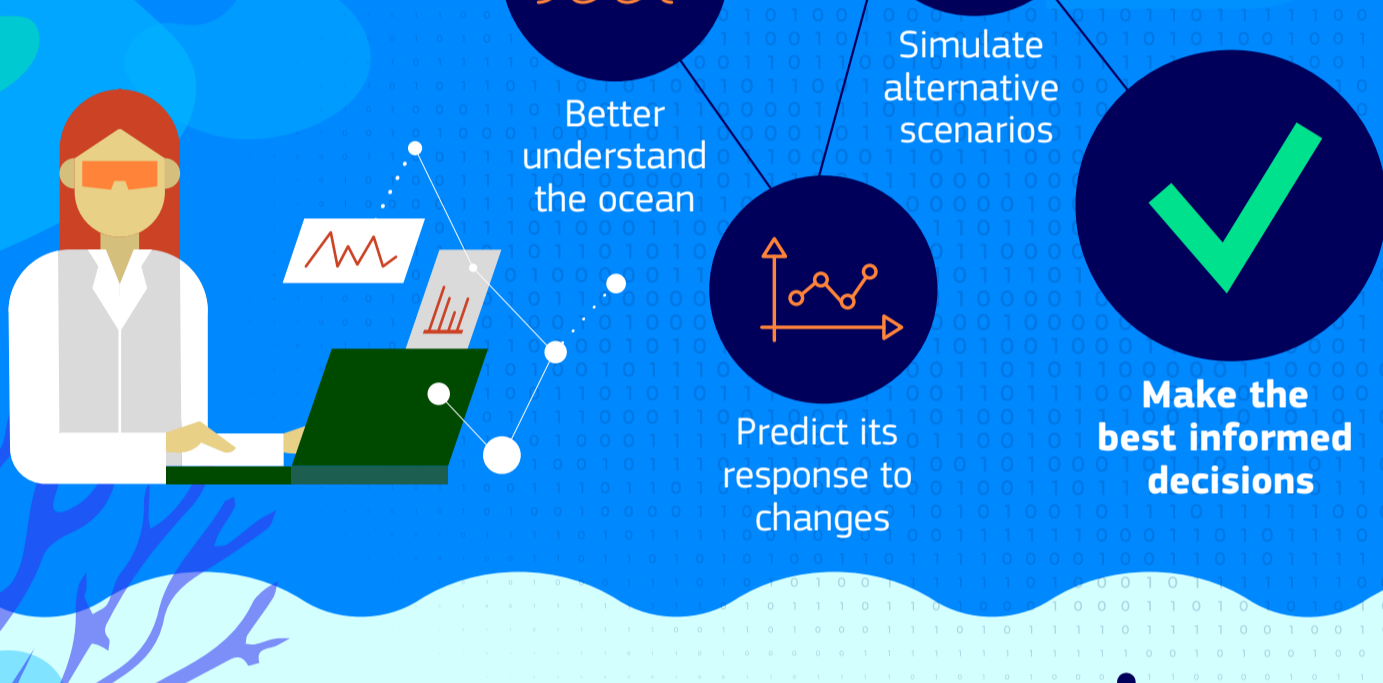 Better
understand
the ocean
Simulate
alternative
scenarios
Predict its
response to
changes
Make the
best informed
decisions